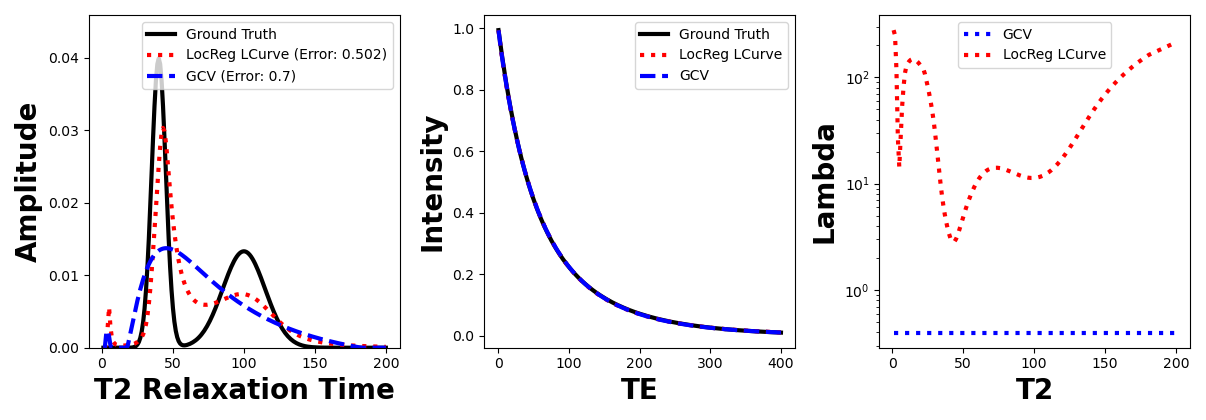 Amplitude
0.04
0.03
0.02
0.01
0.00
Ground Truth
LocReg LCurve (Error: 0.502)
GCV (Error: 0.7)
0 50 100 150 200
T2 Relaxation Time
Intensity
1.0
0.8
0.6
0.4
0.2
0.0
Ground Truth
LocReg LCurve
GCV
0 100 200 300 400
TE
Lambda
10²
10¹
10⁰
GCV
LocReg LCurve
0 50 100 150 200
T2